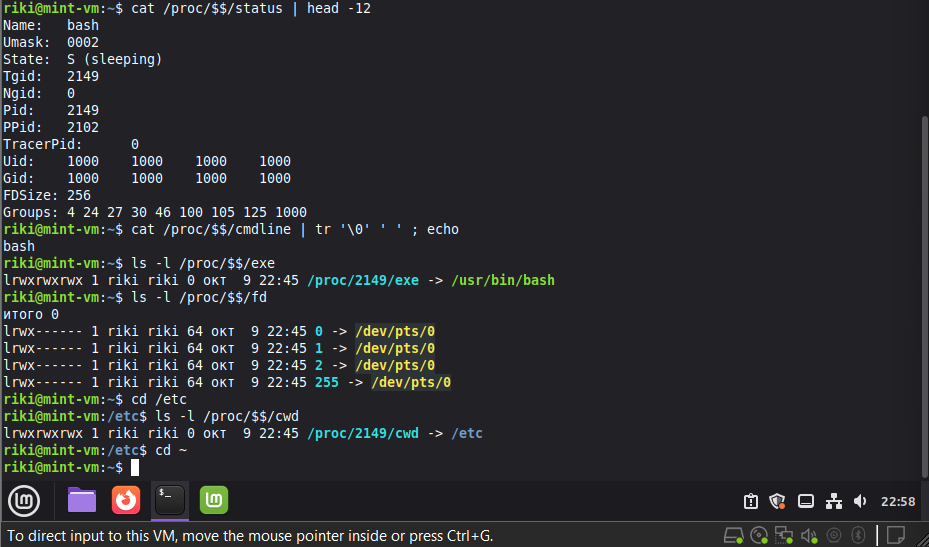 riki@mint-vm:~$ cat /proc/$$/status | head -12
Name:   bash
Umask:  0002
State:  S (sleeping)
Tgid:   2149
Ngid:   0
Pid:    2149
PPid:   2102
TracerPid:      0
Uid:    1000    1000    1000    1000
Gid:    1000    1000    1000    1000
FDSize: 256
Groups: 4 24 27 30 46 100 105 125 1000
riki@mint-vm:~$ cat /proc/$$/cmdline | tr '\0' ' ' ; echo
bash
riki@mint-vm:~$ ls -l /proc/$$/exe
lrwxrwxrwx 1 riki riki 0 окт  9 22:45 /proc/2149/exe -> /usr/bin/bash
riki@mint-vm:~$ ls -l /proc/$$/fd
итого 0
lrwx------ 1 riki riki 64 окт  9 22:45 0 -> /dev/pts/0
lrwx------ 1 riki riki 64 окт  9 22:45 1 -> /dev/pts/0
lrwx------ 1 riki riki 64 окт  9 22:45 2 -> /dev/pts/0
lrwx------ 1 riki riki 64 окт  9 22:45 255 -> /dev/pts/0
riki@mint-vm:~$ cd /etc
riki@mint-vm:/etc$ ls -l /proc/$$/cwd
lrwxrwxrwx 1 riki riki 0 окт  9 22:45 /proc/2149/cwd -> /etc
riki@mint-vm:/etc$ cd ~
riki@mint-vm:~$
22:58
To direct input to this VM, move the mouse pointer inside or press Ctrl+G.